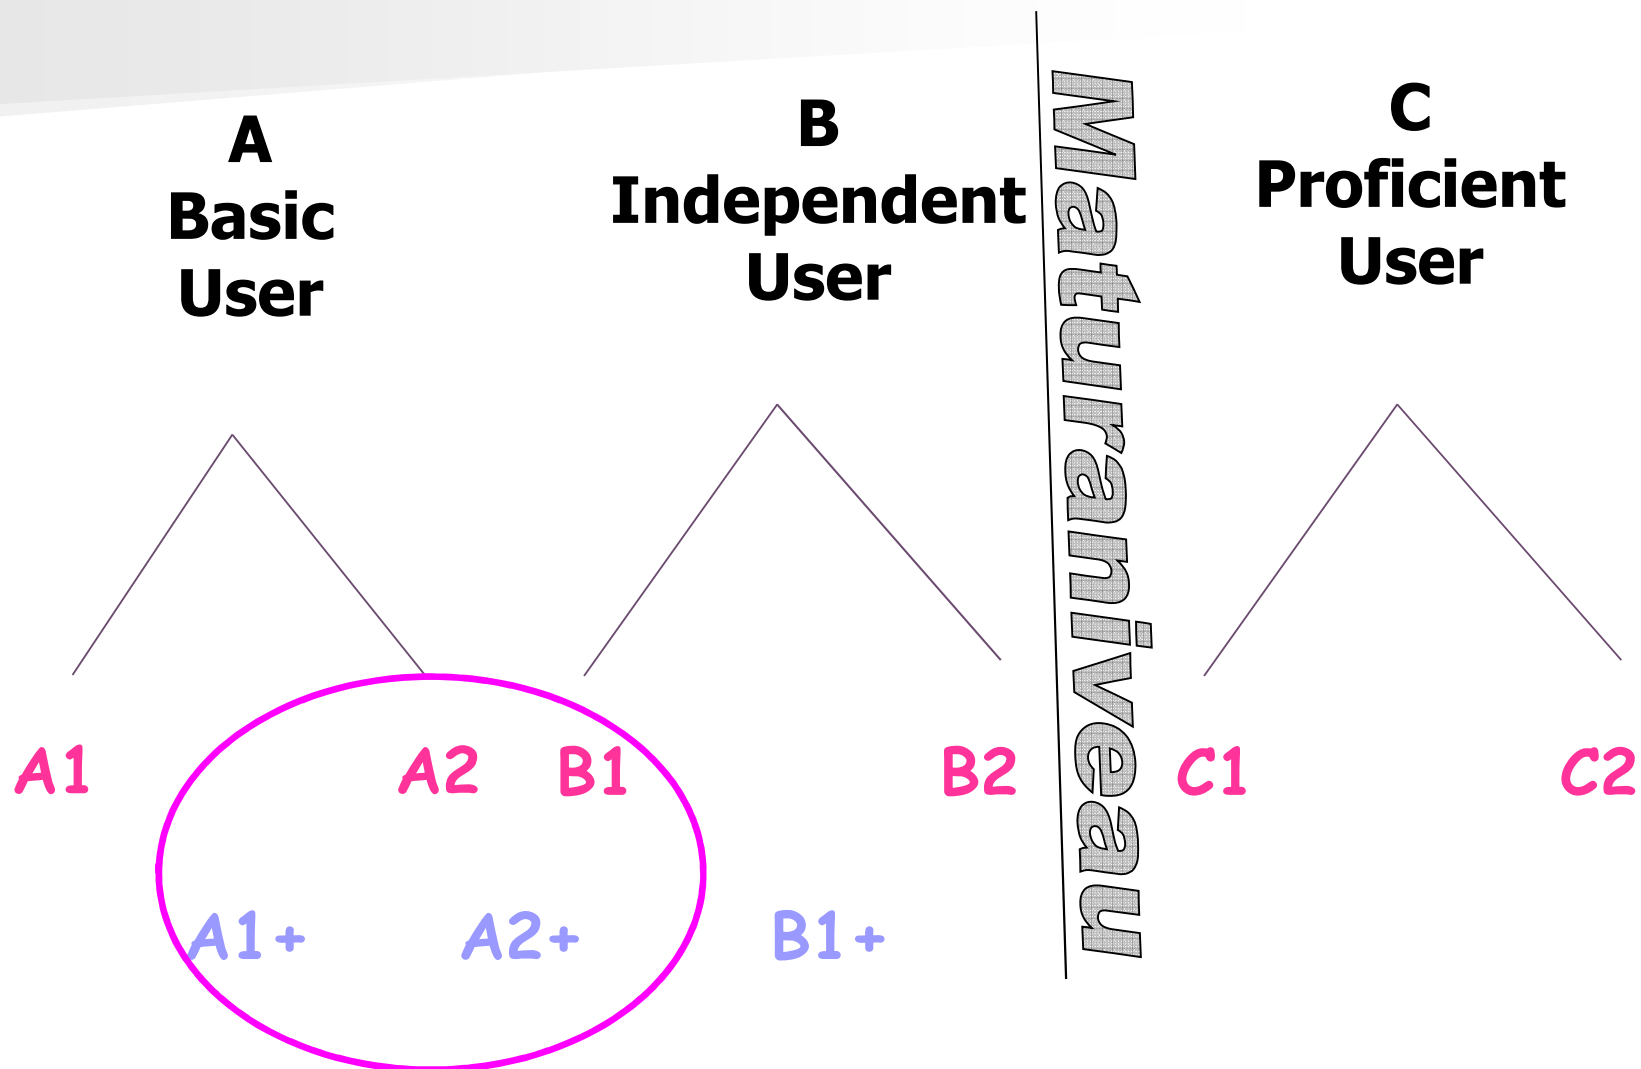 A
Basic
User
B
Independent
User
Maturaniveau
C
Proficient
User
A1
A2
B1
B2
C1
C2
A1+
A2+
B1+